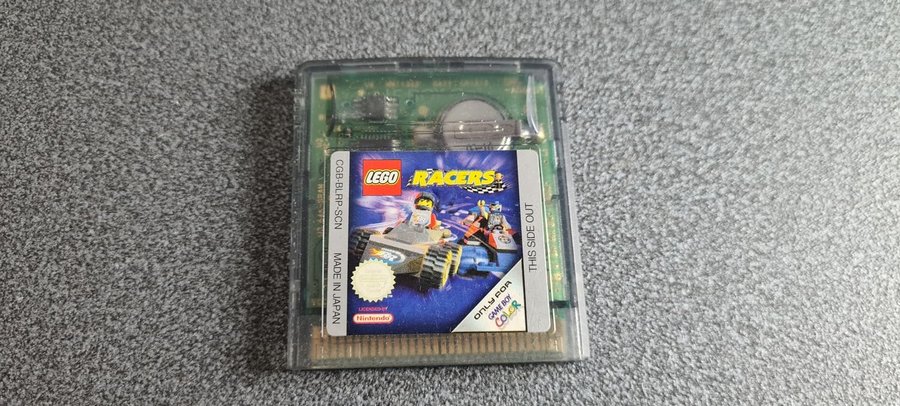 CGB-BLRP-SCN
MADE IN JAPAN
LEGO
RACERS
LICENSED BY
Nintendo
ONLY FOR
GAME BOY
COLOR
THIS SIDE OUT